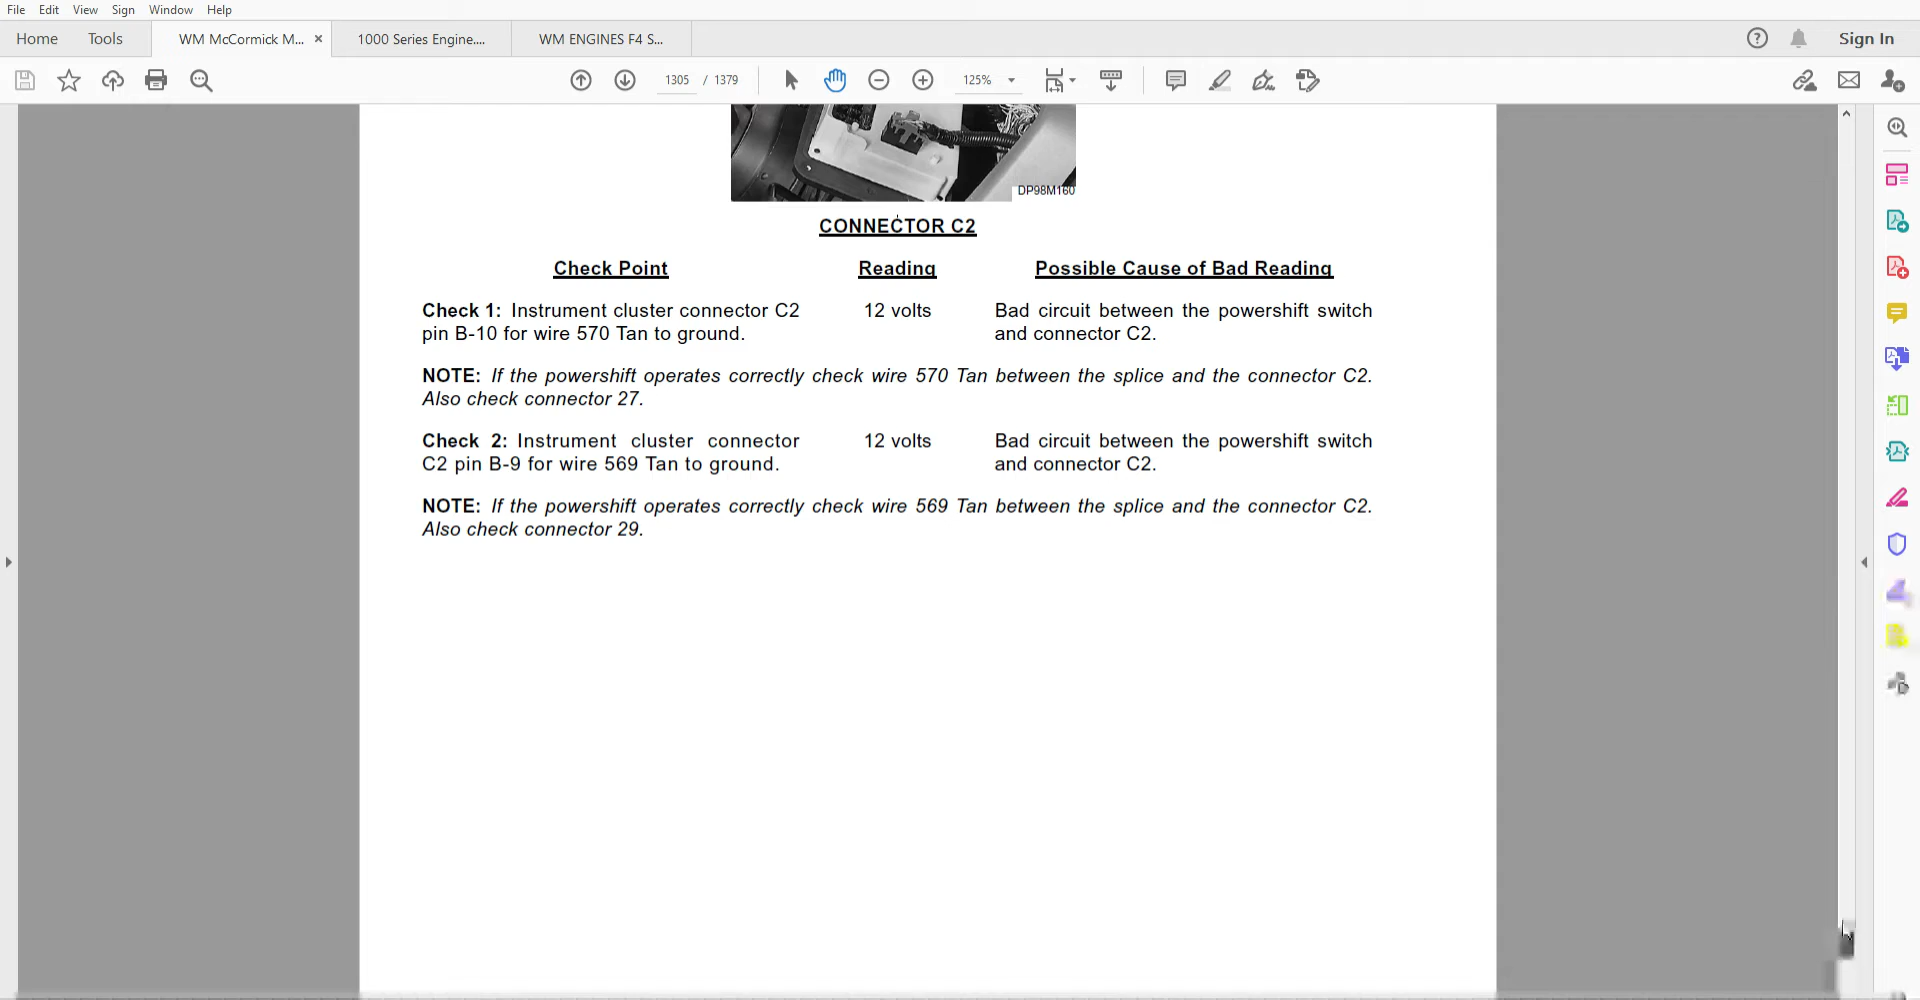 File Edit View Sign Window Help
Home Tools WM McCormick M... × 1000 Series Engine.... WM ENGINES F4 S... Sign In
1305 / 1379 125%
DP98M160
CONNECTOR C2
Check Point Reading Possible Cause of Bad Reading
Check 1: Instrument cluster connector C2 12 volts Bad circuit between the powershift switch
pin B-10 for wire 570 Tan to ground. and connector C2.
NOTE: If the powershift operates correctly check wire 570 Tan between the splice and the connector C2.
Also check connector 27.
Check 2: Instrument cluster connector 12 volts Bad circuit between the powershift switch
C2 pin B-9 for wire 569 Tan to ground. and connector C2.
NOTE: If the powershift operates correctly check wire 569 Tan between the splice and the connector C2.
Also check connector 29.